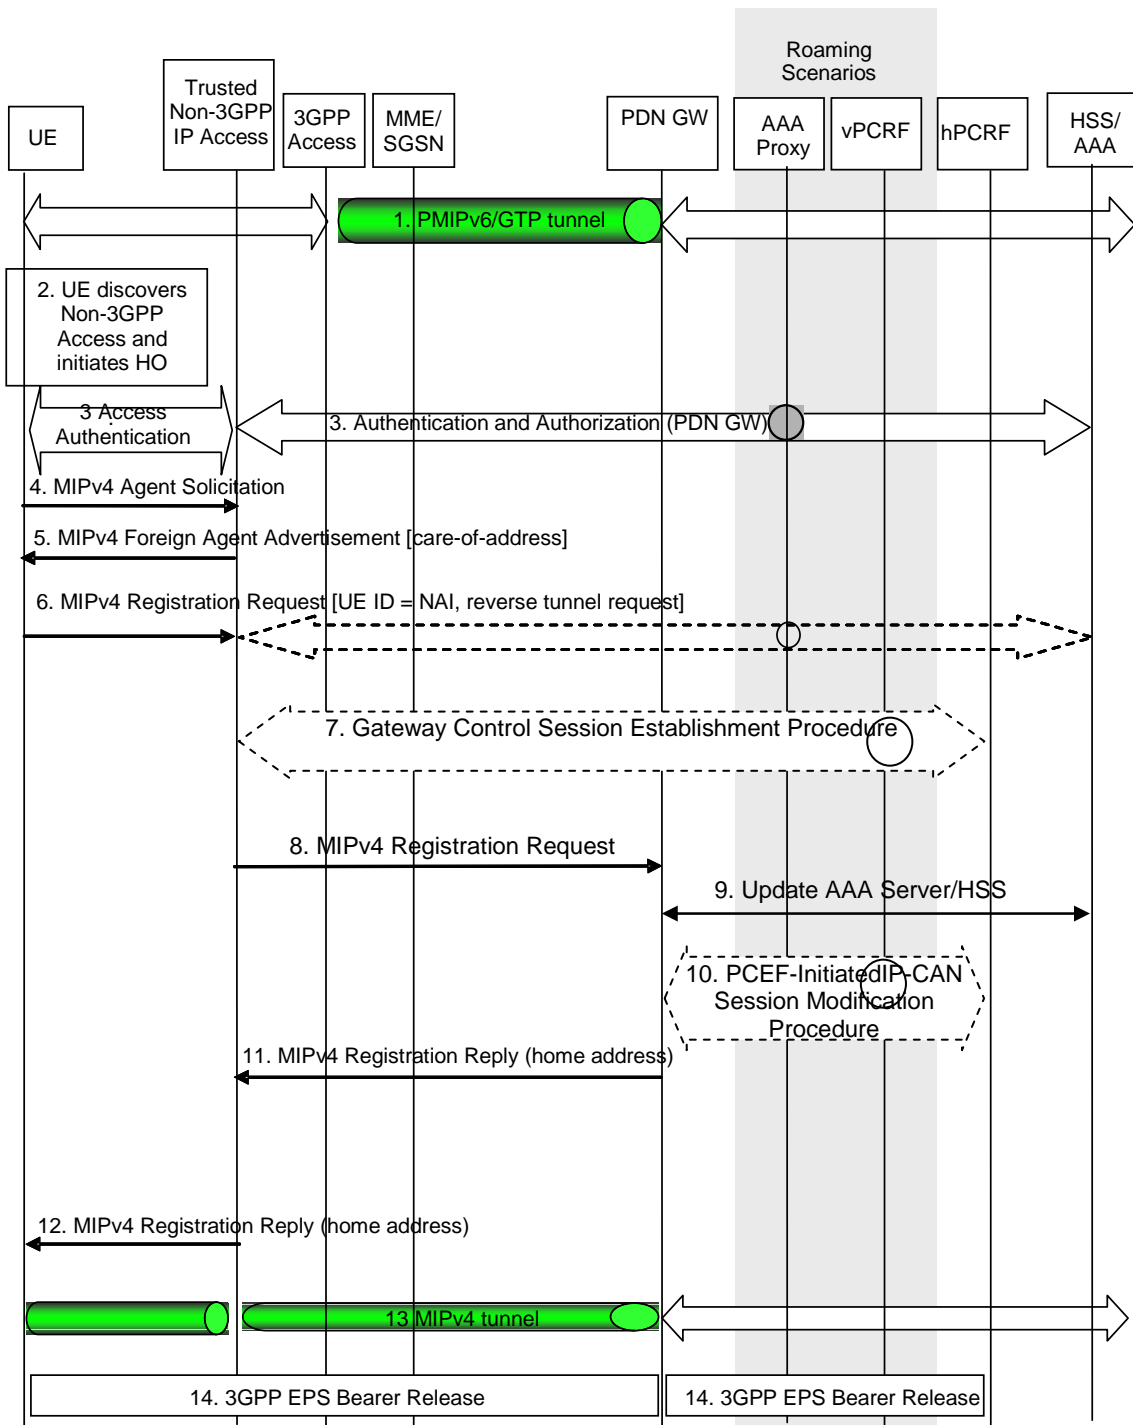 Roaming
Scenarios
UE
Trusted
Non-3GPP
IP Access
3GPP
Access
MME/
SGSN
PDN GW
AAA
Proxy
vPCRF
hPCRF
HSS/
AAA
1. PMIPv6/GTP tunnel
2. UE discovers
Non-3GPP
Access and
initiates HO
3 Access
Authentication
3. Authentication and Authorization (PDN GW)
4. MIPv4 Agent Solicitation
5. MIPv4 Foreign Agent Advertisement [care-of-address]
6. MIPv4 Registration Request [UE ID = NAI, reverse tunnel request]
7. Gateway Control Session Establishment Procedure
8. MIPv4 Registration Request
9. Update AAA Server/HSS
10. PCEF-InitiatedIP-CAN
Session Modification
Procedure
11. MIPv4 Registration Reply (home address)
12. MIPv4 Registration Reply (home address)
13 MIPv4 tunnel
14. 3GPP EPS Bearer Release
14. 3GPP EPS Bearer Release